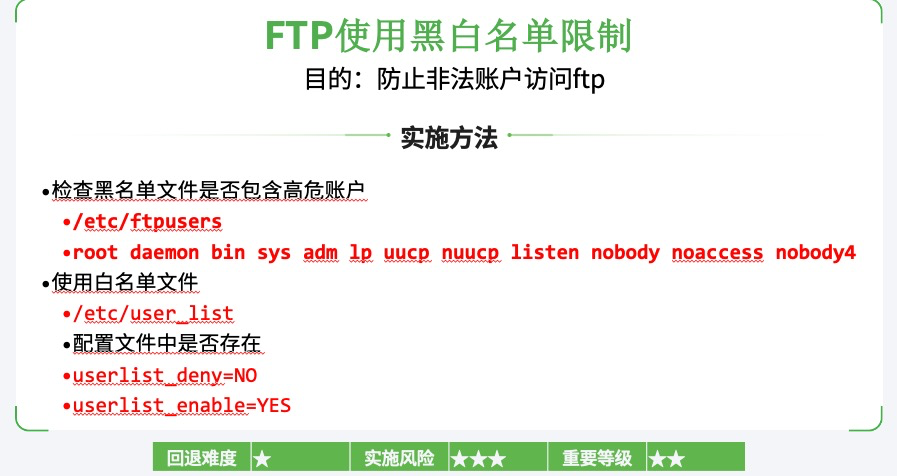 FTP使用黑白名单限制
目的：防止非法账户访问ftp
实施方法
•检查黑名单文件是否包含高危账户
•/etc/ftpusers
•root daemon bin sys adm lp uucp nuucp listen nobody noaccess nobody4
•使用白名单文件
•/etc/user_list
•配置文件中是否存在
•userlist_deny=NO
•userlist_enable=YES
回退难度 ★ 实施风险 ★★★ 重要等级 ★★